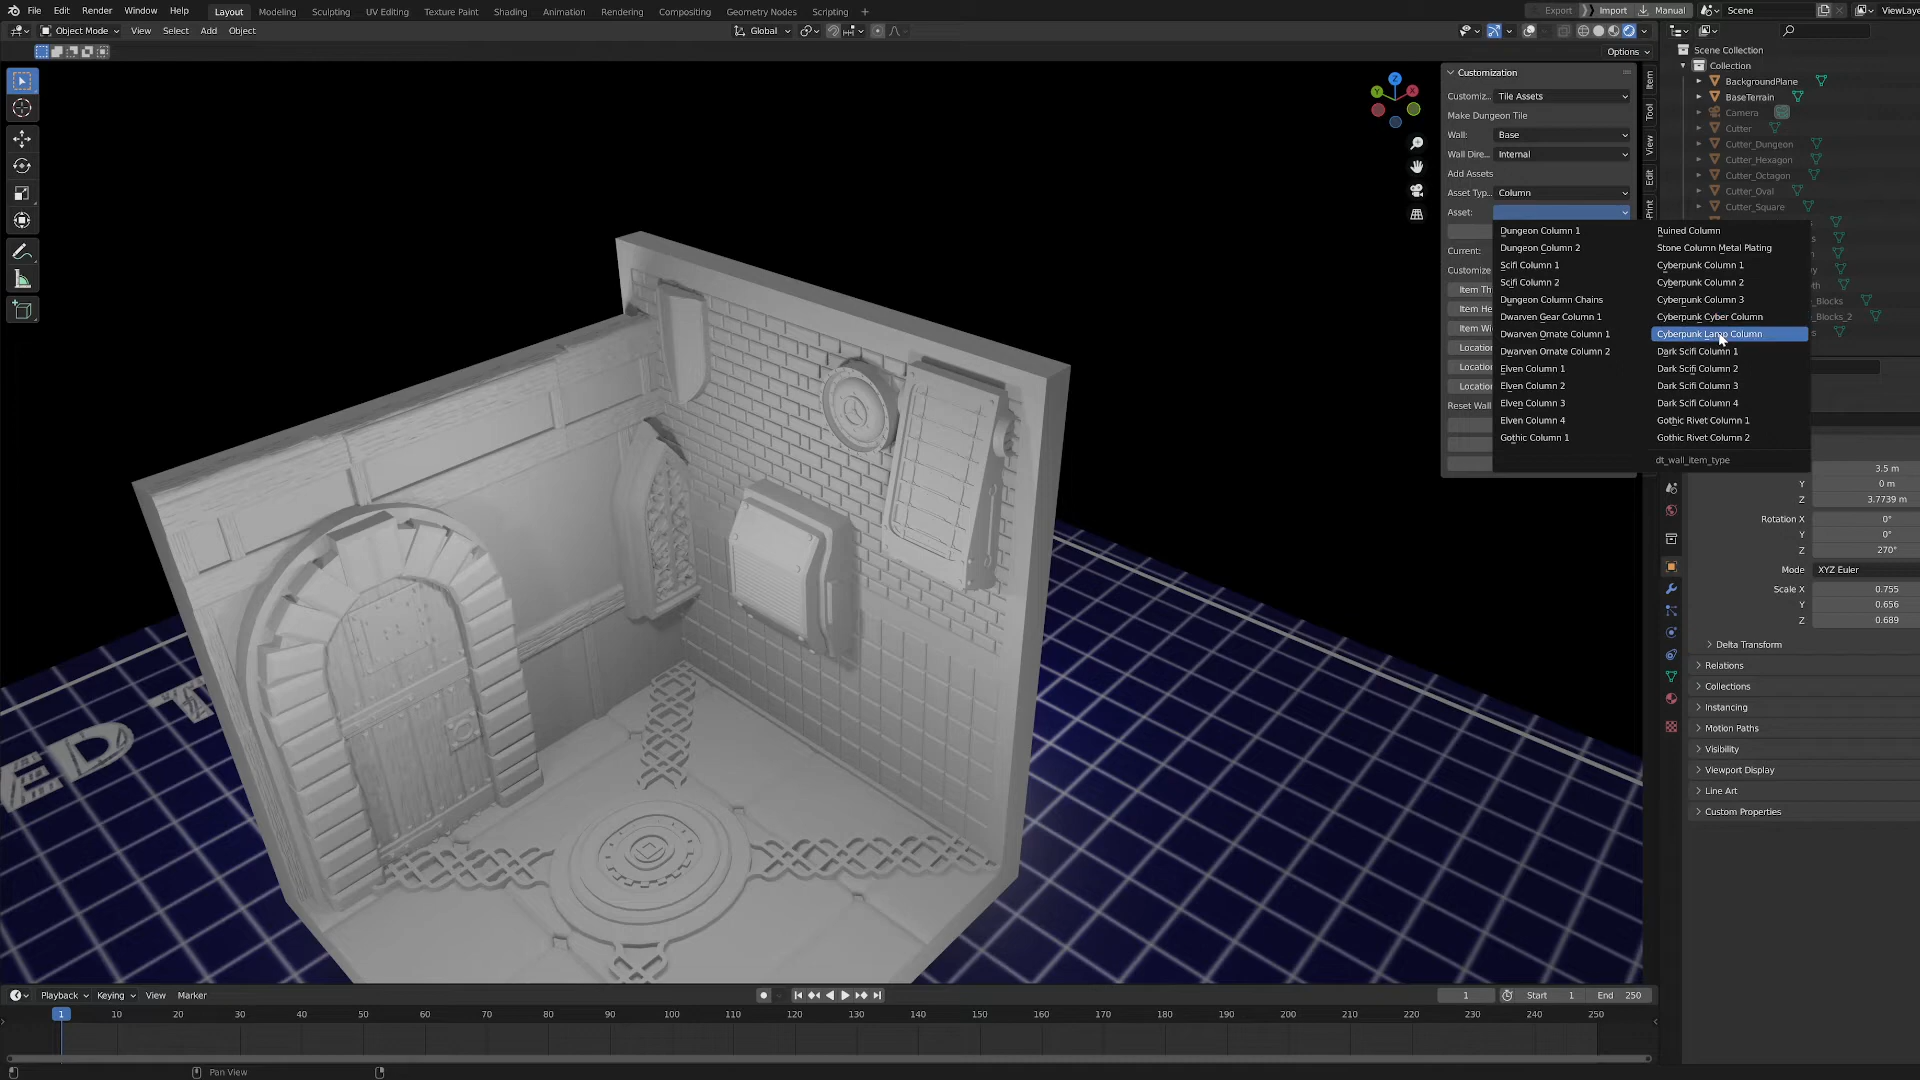 File Edit Render Window Help Layout Modeling Sculpting UV Editing Texture Paint Shading Animation Rendering Compositing Geometry Nodes Scripting + Export Import Manual Scene ViewLaye
Object Mode View Select Add Object Global
Options
Customization
Customiz... Tile Assets
Make Dungeon Tile
Wall: Base
Wall Dire... Internal
Add Assets
Asset Typ... Column
Asset:
Dungeon Column 1
Dungeon Column 2
Scifi Column 1
Scifi Column 2
Dungeon Column Chains
Dwarven Gear Column 1
Dwarven Ornate Column 1
Dwarven Ornate Column 2
Elven Column 1
Elven Column 2
Elven Column 3
Elven Column 4
Gothic Column 1
Ruined Column
Stone Column Metal Plating
Cyberpunk Column 1
Cyberpunk Column 2
Cyberpunk Column 3
Cyberpunk Cyber Column
Cyberpunk Lamp Column
Dark Scifi Column 1
Dark Scifi Column 2
Dark Scifi Column 3
Dark Scifi Column 4
Gothic Rivet Column 1
Gothic Rivet Column 2
dt_wall_item_type
Current:
Customize
Item Th
Item He
Item Wi
Locatio
Locatio
Locatio
Reset Wall
Item
Tool
View
Edit
Print
Scene Collection
Collection
BackgroundPlane
BaseTerrain
Camera
Cutter
Cutter_Dungeon
Cutter_Hexagon
Cutter_Octagon
Cutter_Oval
Cutter_Square
_Blocks
_Blocks_2
3.5 m
Y 0 m
Z 3.7739 m
Rotation X 0°
Y 0°
Z 270°
Mode XYZ Euler
Scale X 0.755
Y 0.656
Z 0.689
Delta Transform
Relations
Collections
Instancing
Motion Paths
Visibility
Viewport Display
Line Art
Custom Properties
Z
Y
X
ED T
Playback Keying View Marker 1 Start 1 End 250
1 10 20 30 40 50 60 70 80 90 100 110 120 130 140 150 160 170 180 190 200 210 220 230 240 250
Pan View